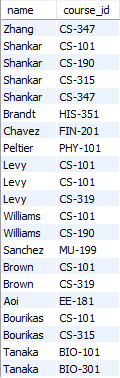 name course_id
Zhang CS-347
Shankar CS-101
Shankar CS-190
Shankar CS-315
Shankar CS-347
Brandt HIS-351
Chavez FIN-201
Peltier PHY-101
Levy CS-101
Levy CS-101
Levy CS-319
Williams CS-101
Williams CS-190
Sanchez MU-199
Brown CS-101
Brown CS-319
Aoi EE-181
Bourikas CS-101
Bourikas CS-315
Tanaka BIO-101
Tanaka BIO-301